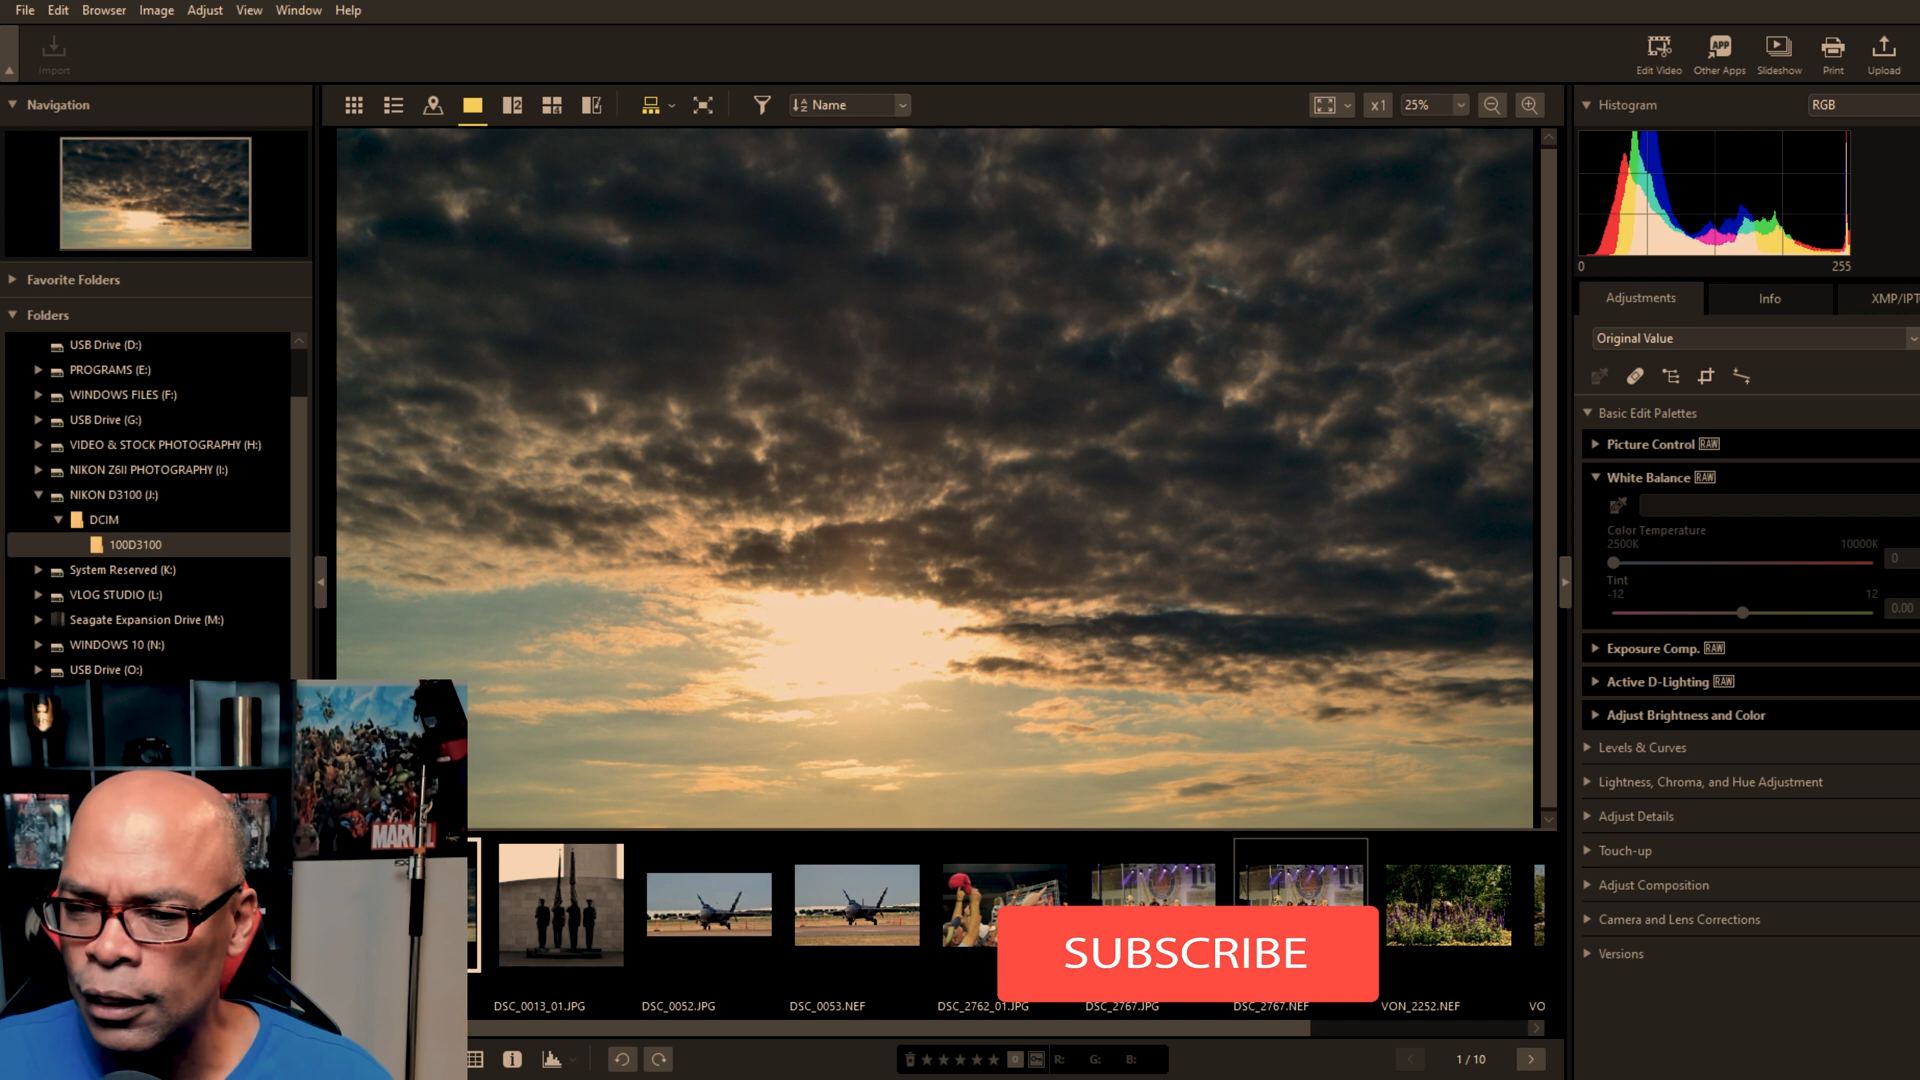 File Edit Browser Image Adjust View Window Help
Import
Edit Video Other Apps Slideshow Print Upload
APP
Navigation
Name
x1 25%
Histogram RGB
0 255
Favorite Folders
Folders
USB Drive (D:)
PROGRAMS (E:)
WINDOWS FILES (F:)
USB Drive (G:)
VIDEO & STOCK PHOTOGRAPHY (H:)
NIKON Z6II PHOTOGRAPHY (I:)
NIKON D3100 (J:)
DCIM
100D3100
System Reserved (K:)
VLOG STUDIO (L:)
Seagate Expansion Drive (M:)
WINDOWS 10 (N:)
USB Drive (O:)
Adjustments Info XMP/IPT
Original Value
Basic Edit Palettes
Picture Control RAW
White Balance RAW
Color Temperature
2500K 10000K
0
Tint
-12 12
0.00
Exposure Comp. RAW
Active D-Lighting RAW
Adjust Brightness and Color
Levels & Curves
Lightness, Chroma, and Hue Adjustment
Adjust Details
Touch-up
Adjust Composition
Camera and Lens Corrections
Versions
MARVEL
SUBSCRIBE
DSC_0013_01.JPG DSC_0052.JPG DSC_0053.NEF DSC_2762_01.JPG DSC_2767.JPG DSC_2767.NEF VON_2252.NEF VO
R: G: B:
1 / 10